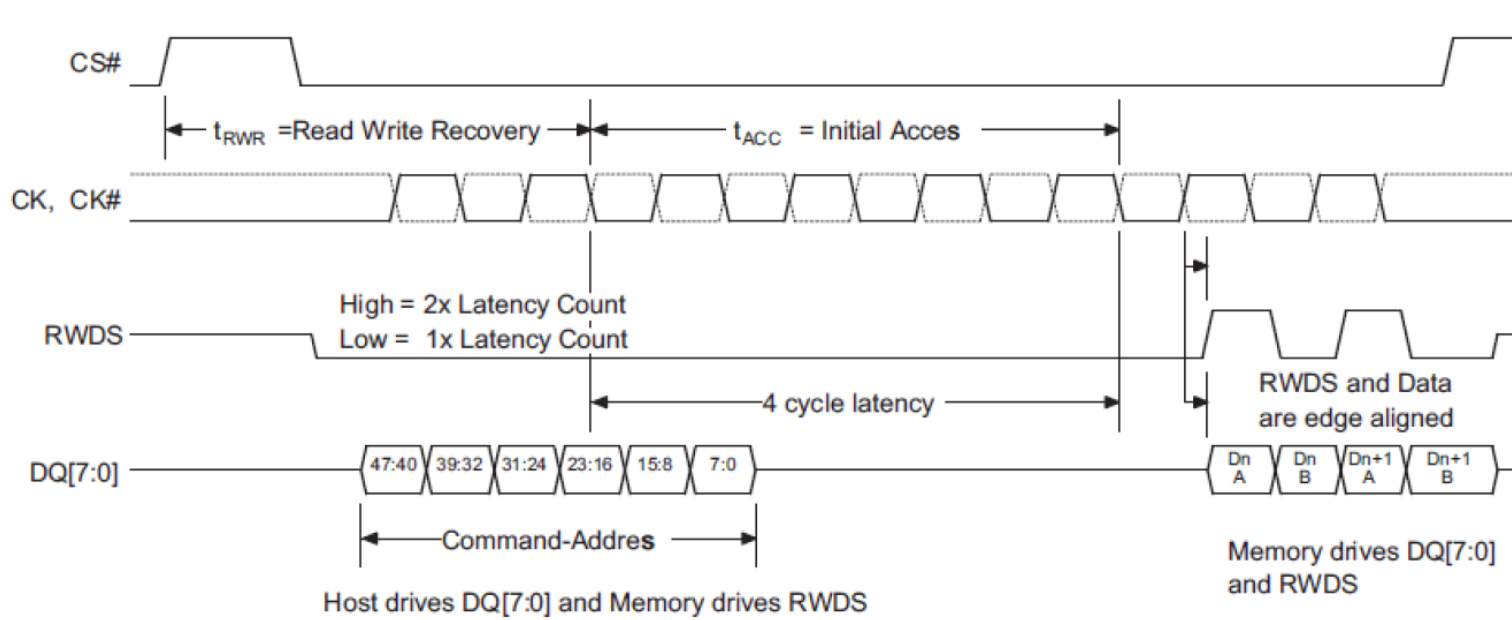 CS#
tRWR =Read Write Recovery
tACC = Initial Acces
CK, CK#
High = 2x Latency Count
RWDS
Low = 1x Latency Count
4 cycle latency
RWDS and Data
are edge aligned
DQ[7:0]
47:40 39:32 31:24 23:16 15:8 7:0
Dn A
Dn B
Dn+1 A
Dn+1 B
Command-Addres
Memory drives DQ[7:0]
and RWDS
Host drives DQ[7:0] and Memory drives RWDS